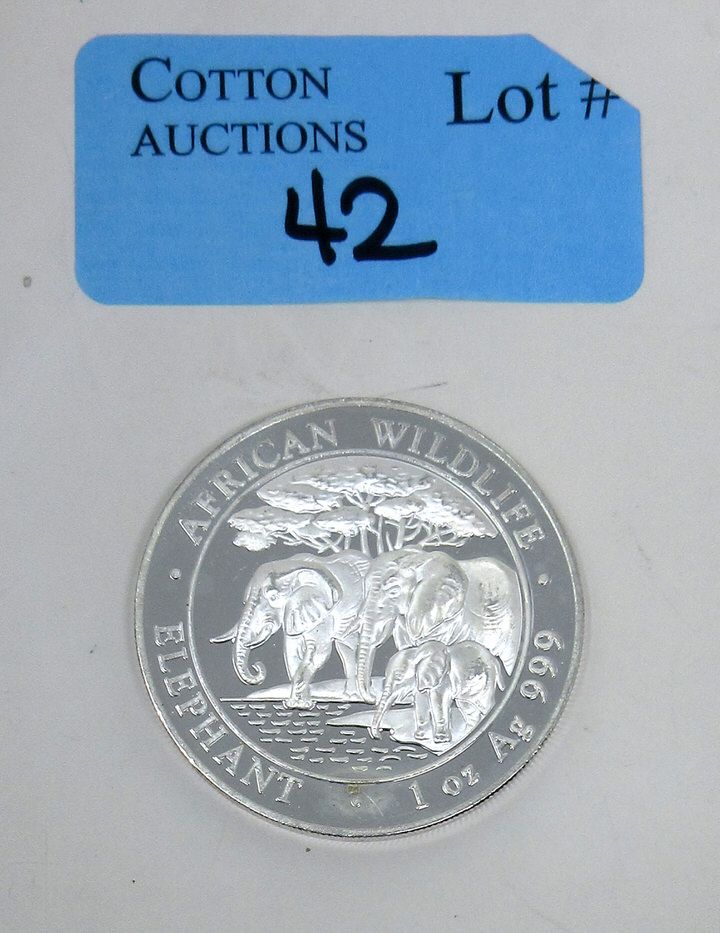 COTTON
AUCTIONS
Lot #
42
AFRICAN WILDLIFE
ELEPHANT
1 oz Ag 999